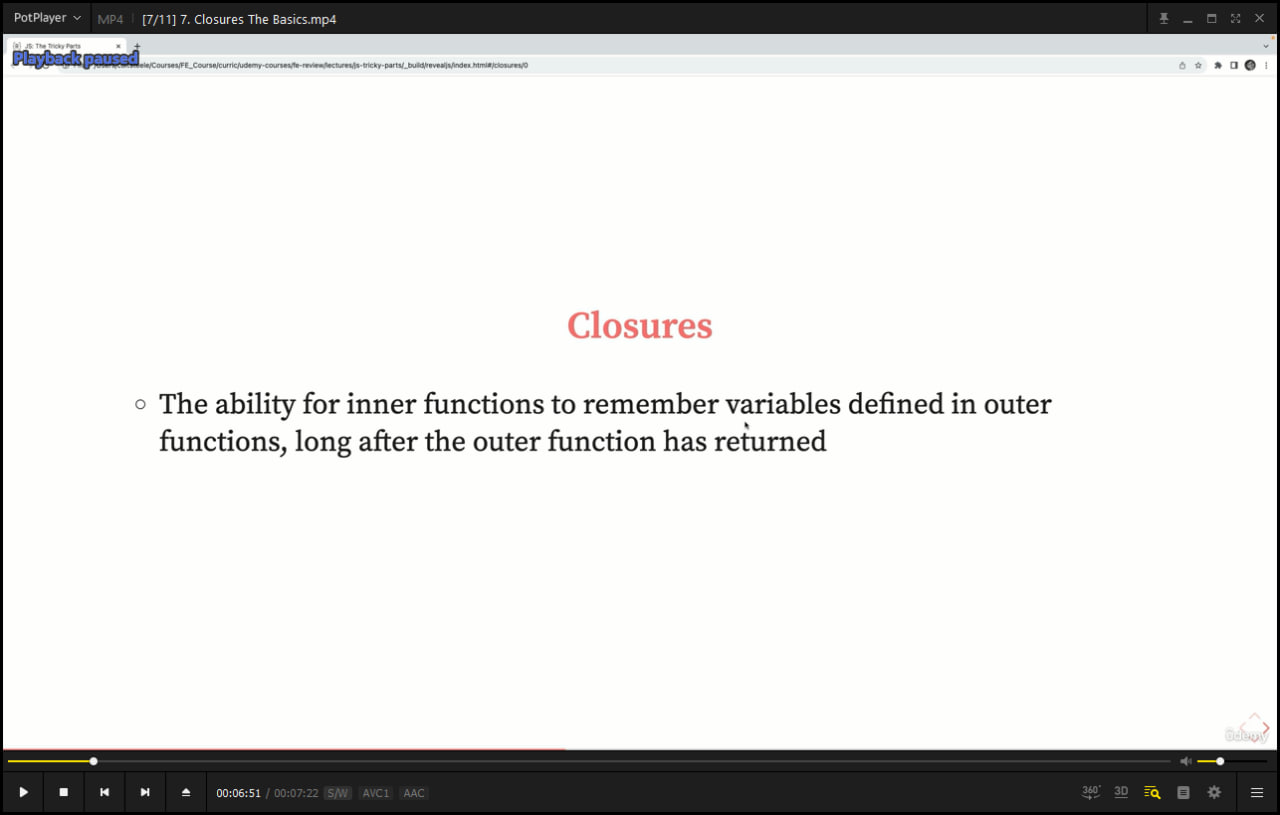 PotPlayer MP4 [7/11] 7. Closures The Basics.mp4
JS: The Tricky Parts
Playback paused
/Courses/FE_Course/curric/udemy-courses/fe-review/lectures/js-tricky-parts/_build/revealjs/index.html#/closures/0
Closures
The ability for inner functions to remember variables defined in outer
functions, long after the outer function has returned
ûdemy
00:06:51 / 00:07:22 S/W AVC1 AAC
360° 3D